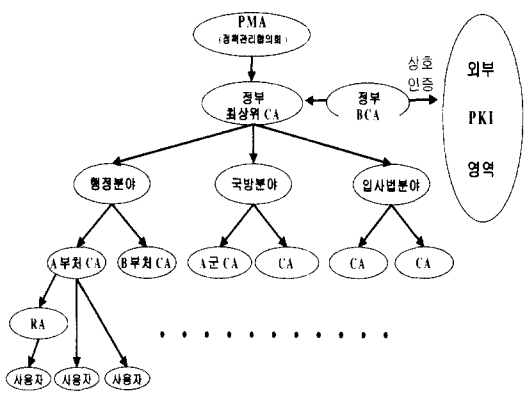 PMA
(정책관리협의회)
상호
인증
외부
PKI
영역
정부
최상위 CA
정부
BCA
행정분야
국방분야
입사법분야
A부처 CA
B부처 CA
A군 CA
CA
CA
CA
RA
사용자
사용자
사용자